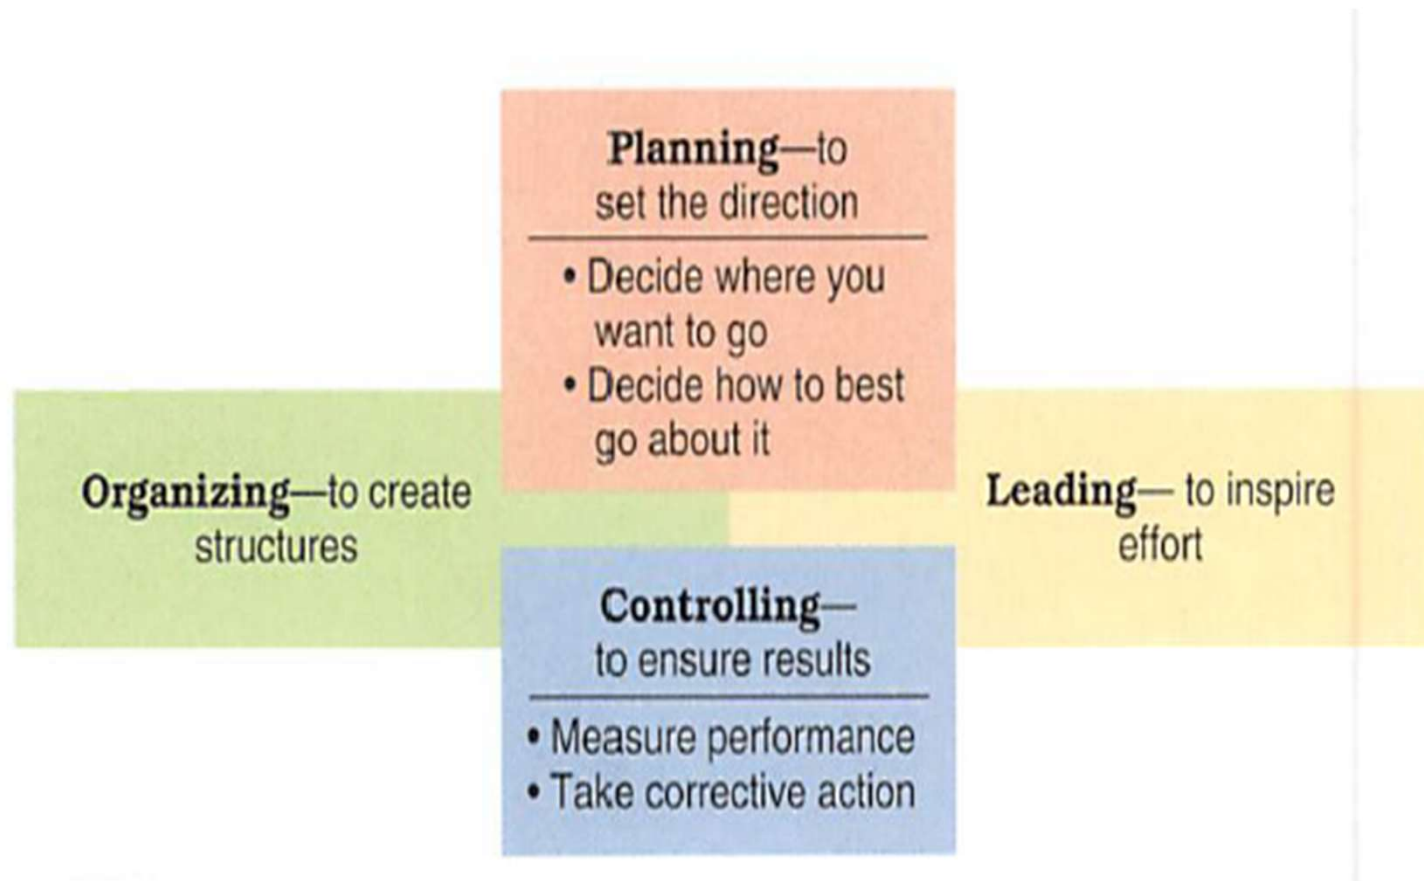 Planning—to
set the direction
• Decide where you
want to go
• Decide how to best
go about it
Organizing—to create
structures
Leading— to inspire
effort
Controlling—
to ensure results
• Measure performance
• Take corrective action